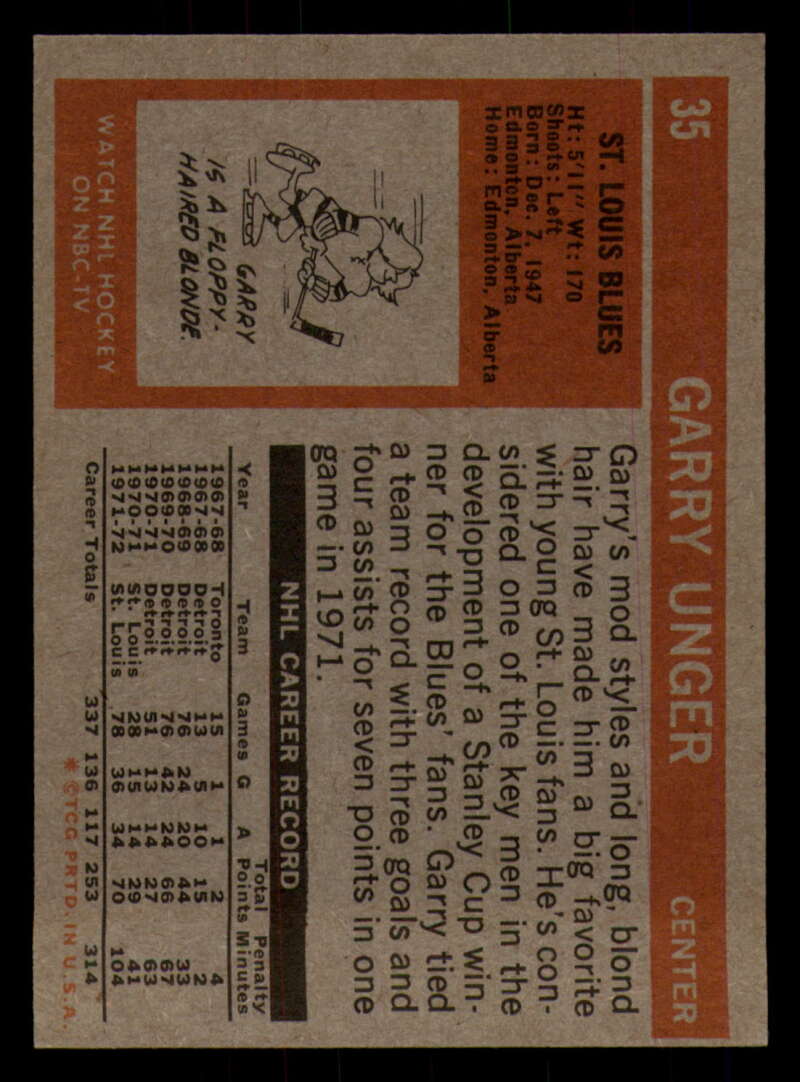 35 GARRY UNGER CENTER
ST. LOUIS BLUES
Ht: 5'11" Wt: 170
Shoots: Left
Born: Dec. 7, 1947
Edmonton, Alberta
Home: Edmonton, Alberta
GARRY
IS A FLOPPY-
HAIRED BLONDE.
WATCH NHL HOCKEY
ON NBC-TV
Garry's mod styles and long, blond
hair have made him a big favorite
with young St. Louis fans. He's con-
sidered one of the key men in the
development of a Stanley Cup win-
ner for the Blues' fans. Garry tied
a team record with three goals and
four assists for seven points in one
game in 1971.
NHL CAREER RECORD
Total Penalty
Year Team Games G A Points Minutes
1967-68 Toronto 15 1 1 2 4
1967-68 Detroit 13 5 10 15 2
1968-69 Detroit 76 24 20 44 33
1969-70 Detroit 76 42 24 66 67
1970-71 Detroit 51 13 14 27 63
1970-71 St. Louis 28 15 14 29 41
1971-72 St. Louis 78 36 34 70 104
Career Totals 337 136 117 253 314
* ©TCG PRTD. IN U.S.A.